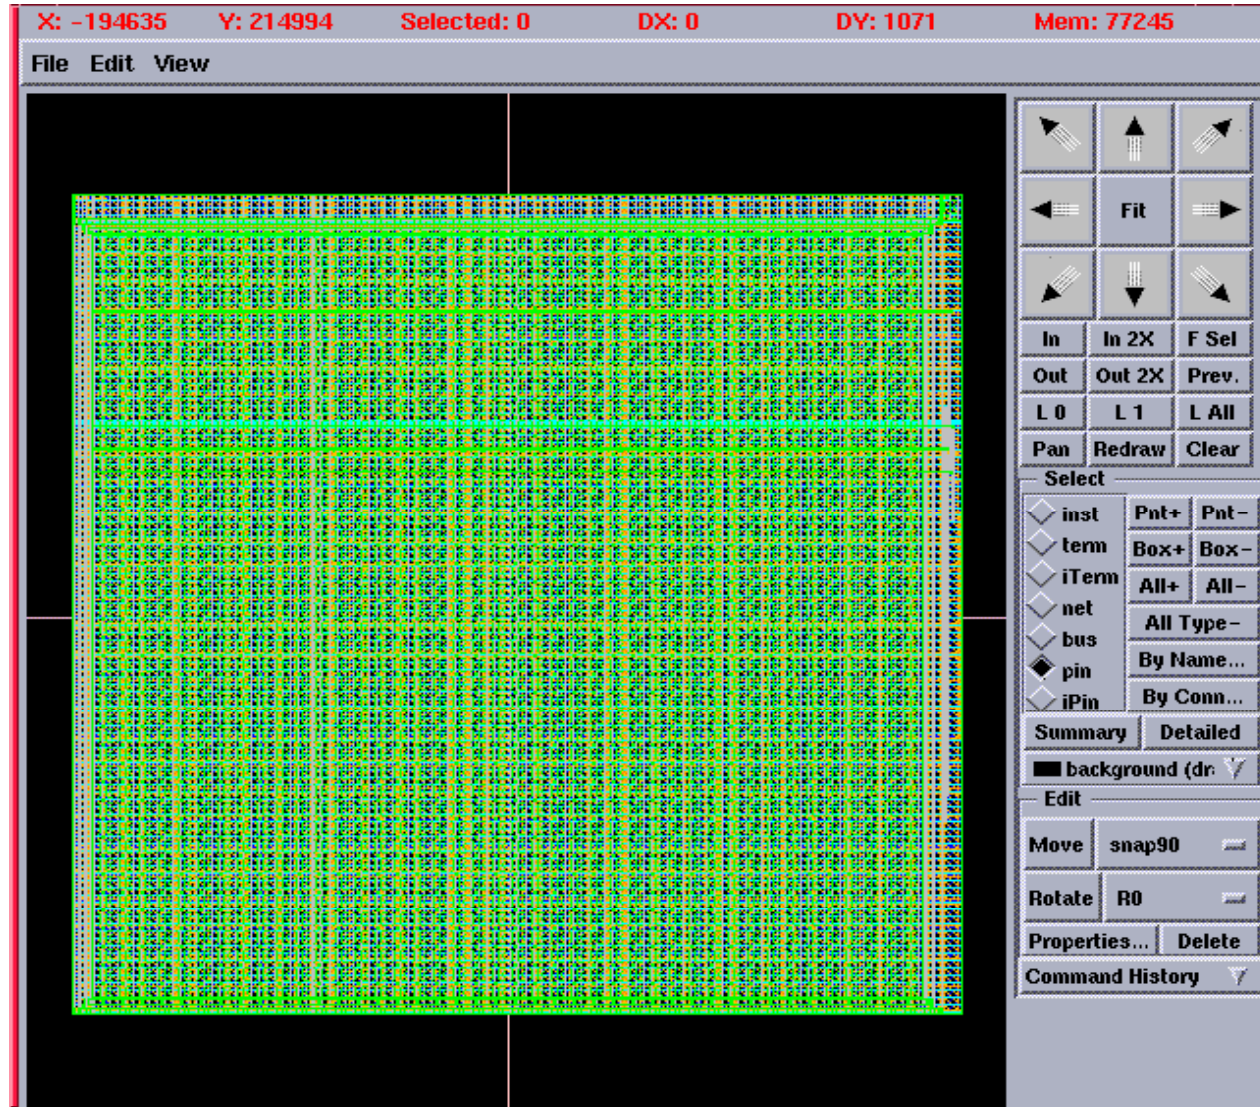 X: -194635 Y: 214994 Selected: 0 DX: 0 DY: 1071 Mem: 77245
File Edit View
Fit
In In 2X F Sel
Out Out 2X Prev.
L 0 L 1 L All
Pan Redraw Clear
Select
inst Pnt+ Pnt-
term Box+ Box-
iTerm All+ All-
net All Type-
bus By Name...
pin By Conn...
iPin
Summary Detailed
background (dr
Edit
Move snap90
Rotate R0
Properties... Delete
Command History